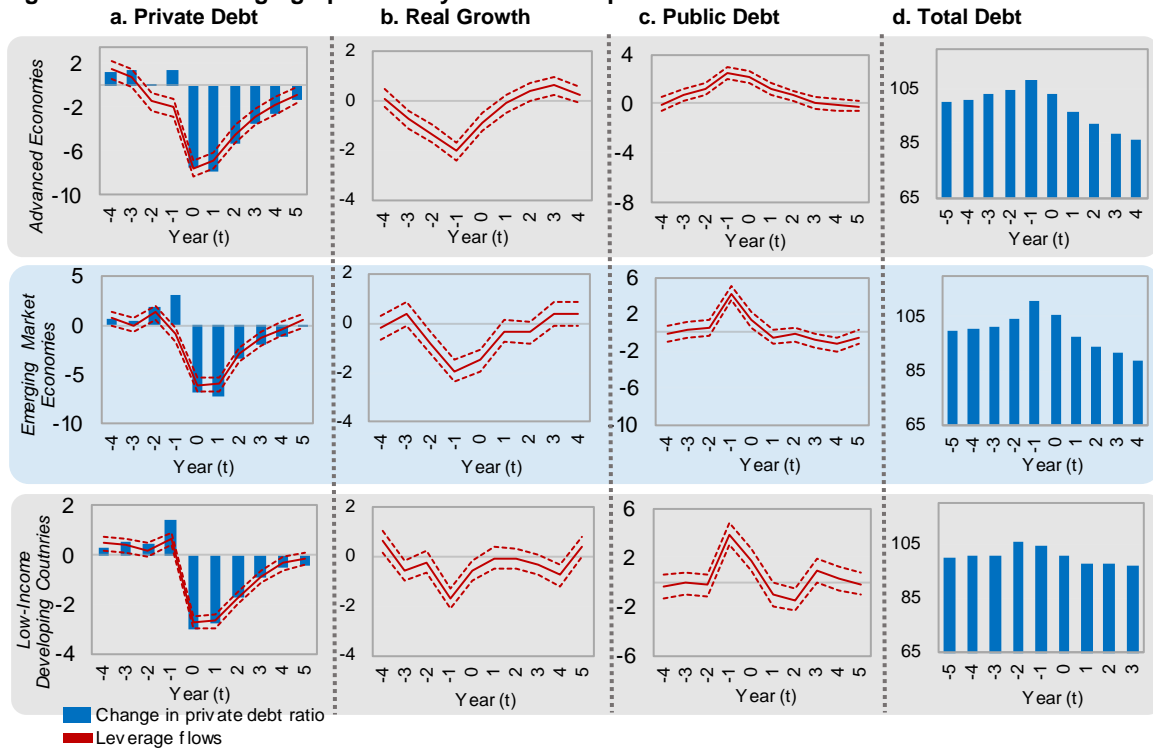 a. Private Debt
b. Real Growth
c. Public Debt
d. Total Debt
Advanced Economies
2
-2
-6
-10
-4 -3 -2 -1 0 1 2 3 4 5
Year (t)
2
0
-2
-4
-4 -3 -2 -1 0 1 2 3 4
Year (t)
4
0
-4
-8
-4 -3 -2 -1 0 1 2 3 4 5
Year (t)
105
85
65
-5 -4 -3 -2 -1 0 1 2 3 4
Year (t)
Emerging Market
Economies
5
0
-5
-10
-4 -3 -2 -1 0 1 2 3 4 5
Year (t)
2
0
-2
-4
-4 -3 -2 -1 0 1 2 3 4
Year (t)
6
2
-2
-6
10
-4 -3 -2 -1 0 1 2 3 4 5
Year (t)
105
85
65
-5 -4 -3 -2 -1 0 1 2 3 4
Year (t)
Low-Income
Developing Coutnries
2
0
-2
-4
-4 -3 -2 -1 0 1 2 3 4 5
Year (t)
2
0
-2
-4
-4 -3 -2 -1 0 1 2 3 4 5
Year (t)
6
2
-2
-6
-4 -3 -2 -1 0 1 2 3 4 5
Year (t)
105
85
65
-5 -4 -3 -2 -1 0 1 2 3
Year (t)
Change in private debt ratio
Leverage flows